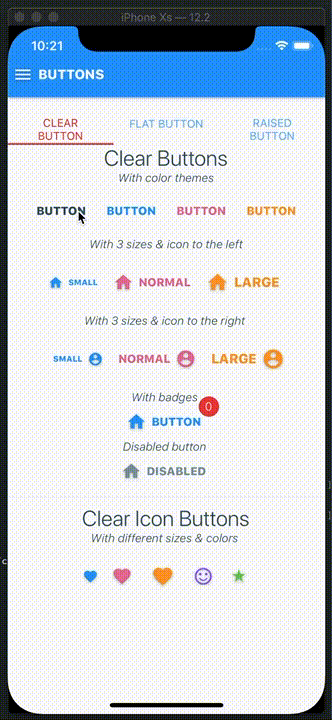 iPhone Xs — 12.2
10:21
BUTTONS
CLEAR BUTTON
FLAT BUTTON
RAISED BUTTON
Clear Buttons
With color themes
BUTTON BUTTON BUTTON BUTTON
With 3 sizes & icon to the left
SMALL NORMAL LARGE
With 3 sizes & icon to the right
SMALL NORMAL LARGE
With badges
0
BUTTON
Disabled button
DISABLED
Clear Icon Buttons
With different sizes & colors